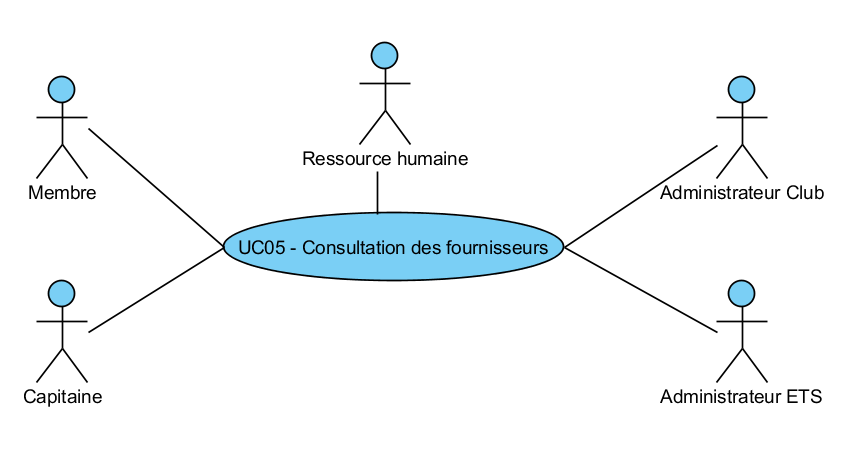 Ressource humaine
Membre
Administrateur Club
UC05 - Consultation des fournisseurs
Capitaine
Administrateur ETS